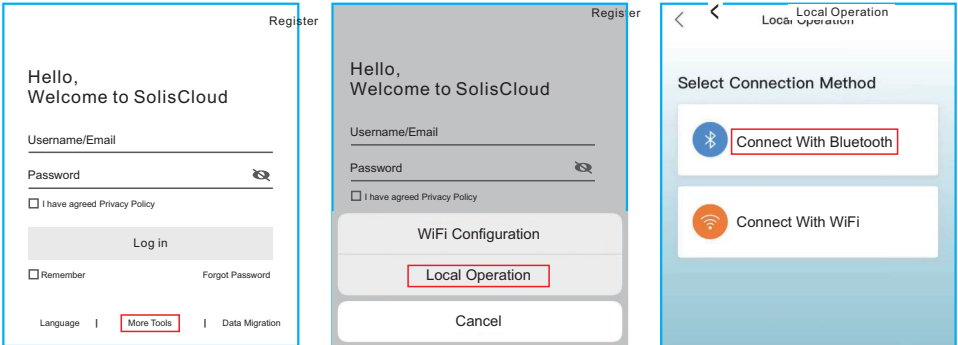 Register
Hello,
Welcome to SolisCloud
Username/Email
Password
I have agreed Privacy Policy
Log in
Remember Forgot Password
Language | More Tools | Data Migration
Register
Hello,
Welcome to SolisCloud
Username/Email
Password
I have agreed Privacy Policy
WiFi Configuration
Local Operation
Cancel
Local Operation
Local Operation
Select Connection Method
Connect With Bluetooth
Connect With WiFi